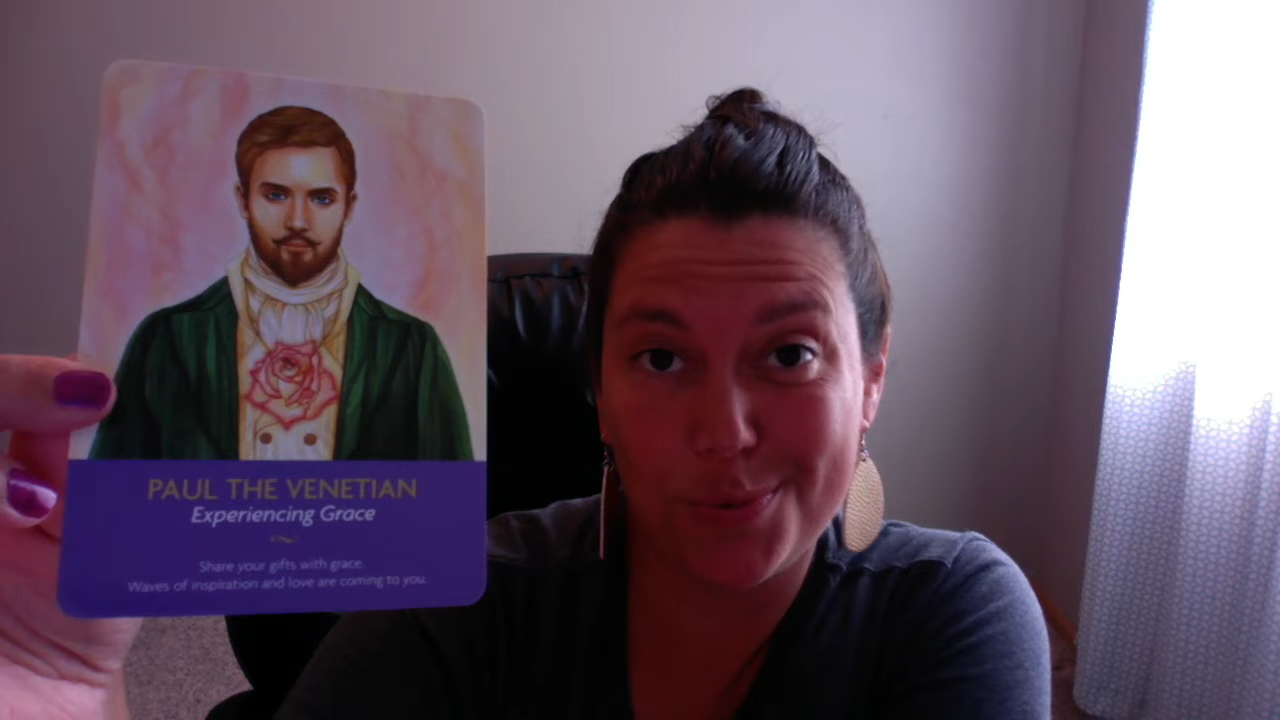 PAUL THE VENETIAN
Experiencing Grace
Share your gifts with grace.
Waves of inspiration and love are coming to you.